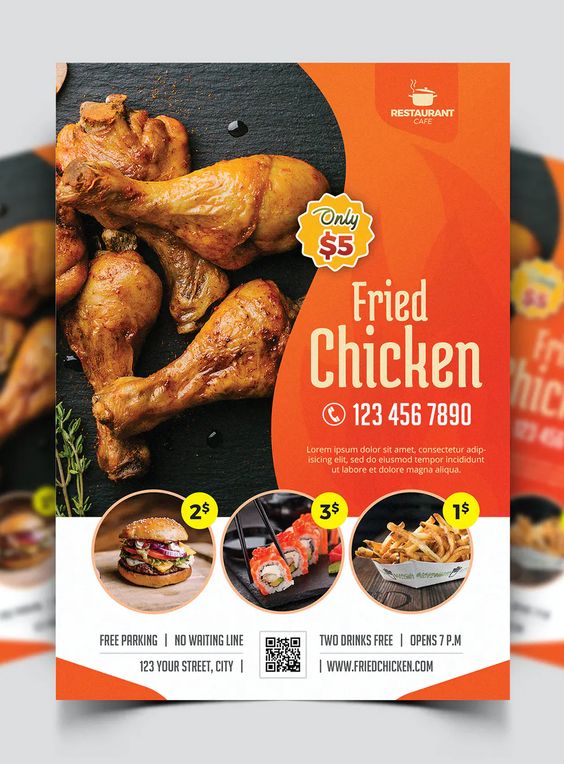 RESTAURANT
CAFE
Only
$5
Fried
Chicken
123 456 7890
Lorem ipsum dolor sit amet, consectetur adip-
isicing elit, sed do eiusmod tempor incididunt
ut labore et dolore magna aliqua.
2$
3$
1$
FREE PARKING | NO WAITING LINE
TWO DRINKS FREE | OPENS 7 P.M
123 YOUR STREET, CITY |
| WWW.FRIEDCHICKEN.COM